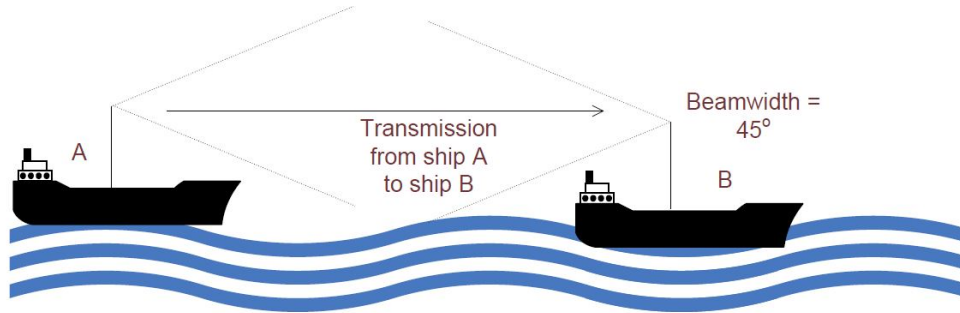 A
Transmission
from ship A
to ship B
Beamwidth =
45°
B